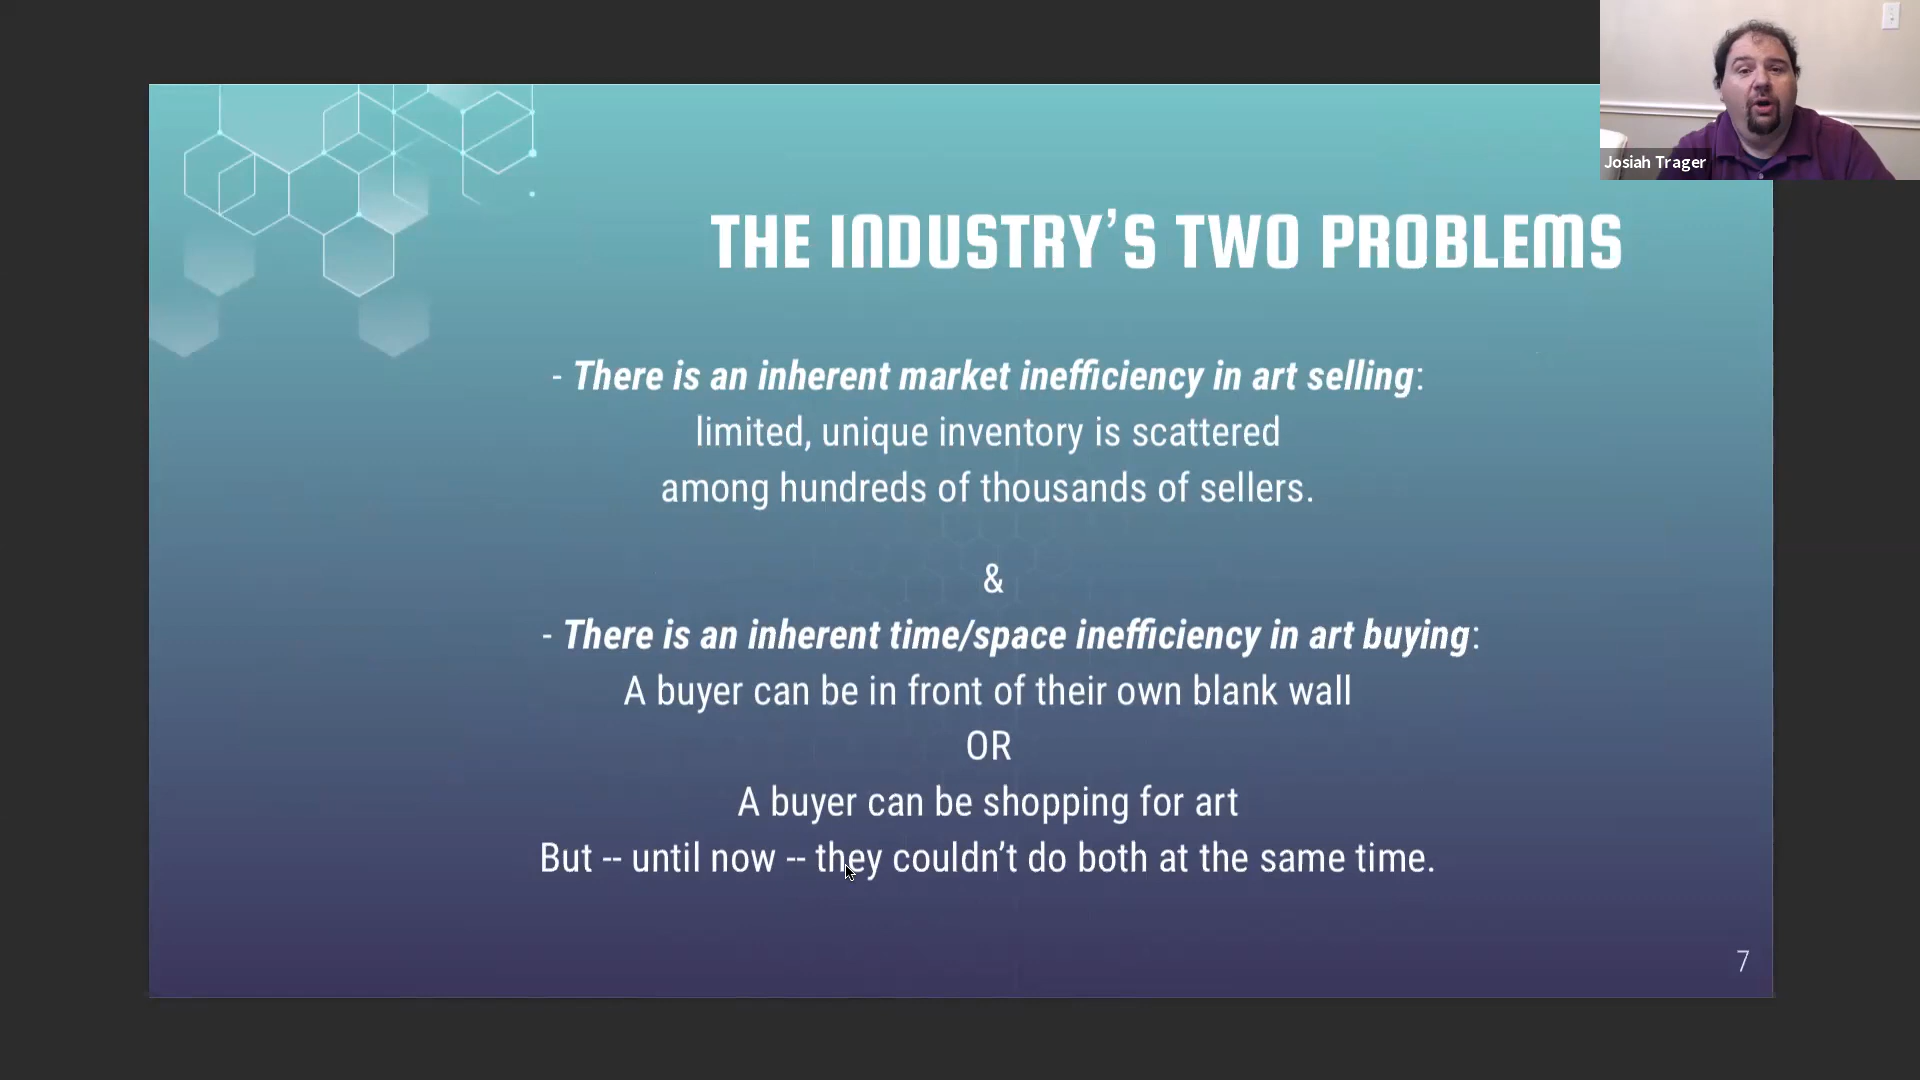 Josiah Trager
THE INDUSTRY’S TWO PROBLEMS
- There is an inherent market inefficiency in art selling:
limited, unique inventory is scattered
among hundreds of thousands of sellers.
&
- There is an inherent time/space inefficiency in art buying:
A buyer can be in front of their own blank wall
OR
A buyer can be shopping for art
But -- until now -- they couldn’t do both at the same time.
7